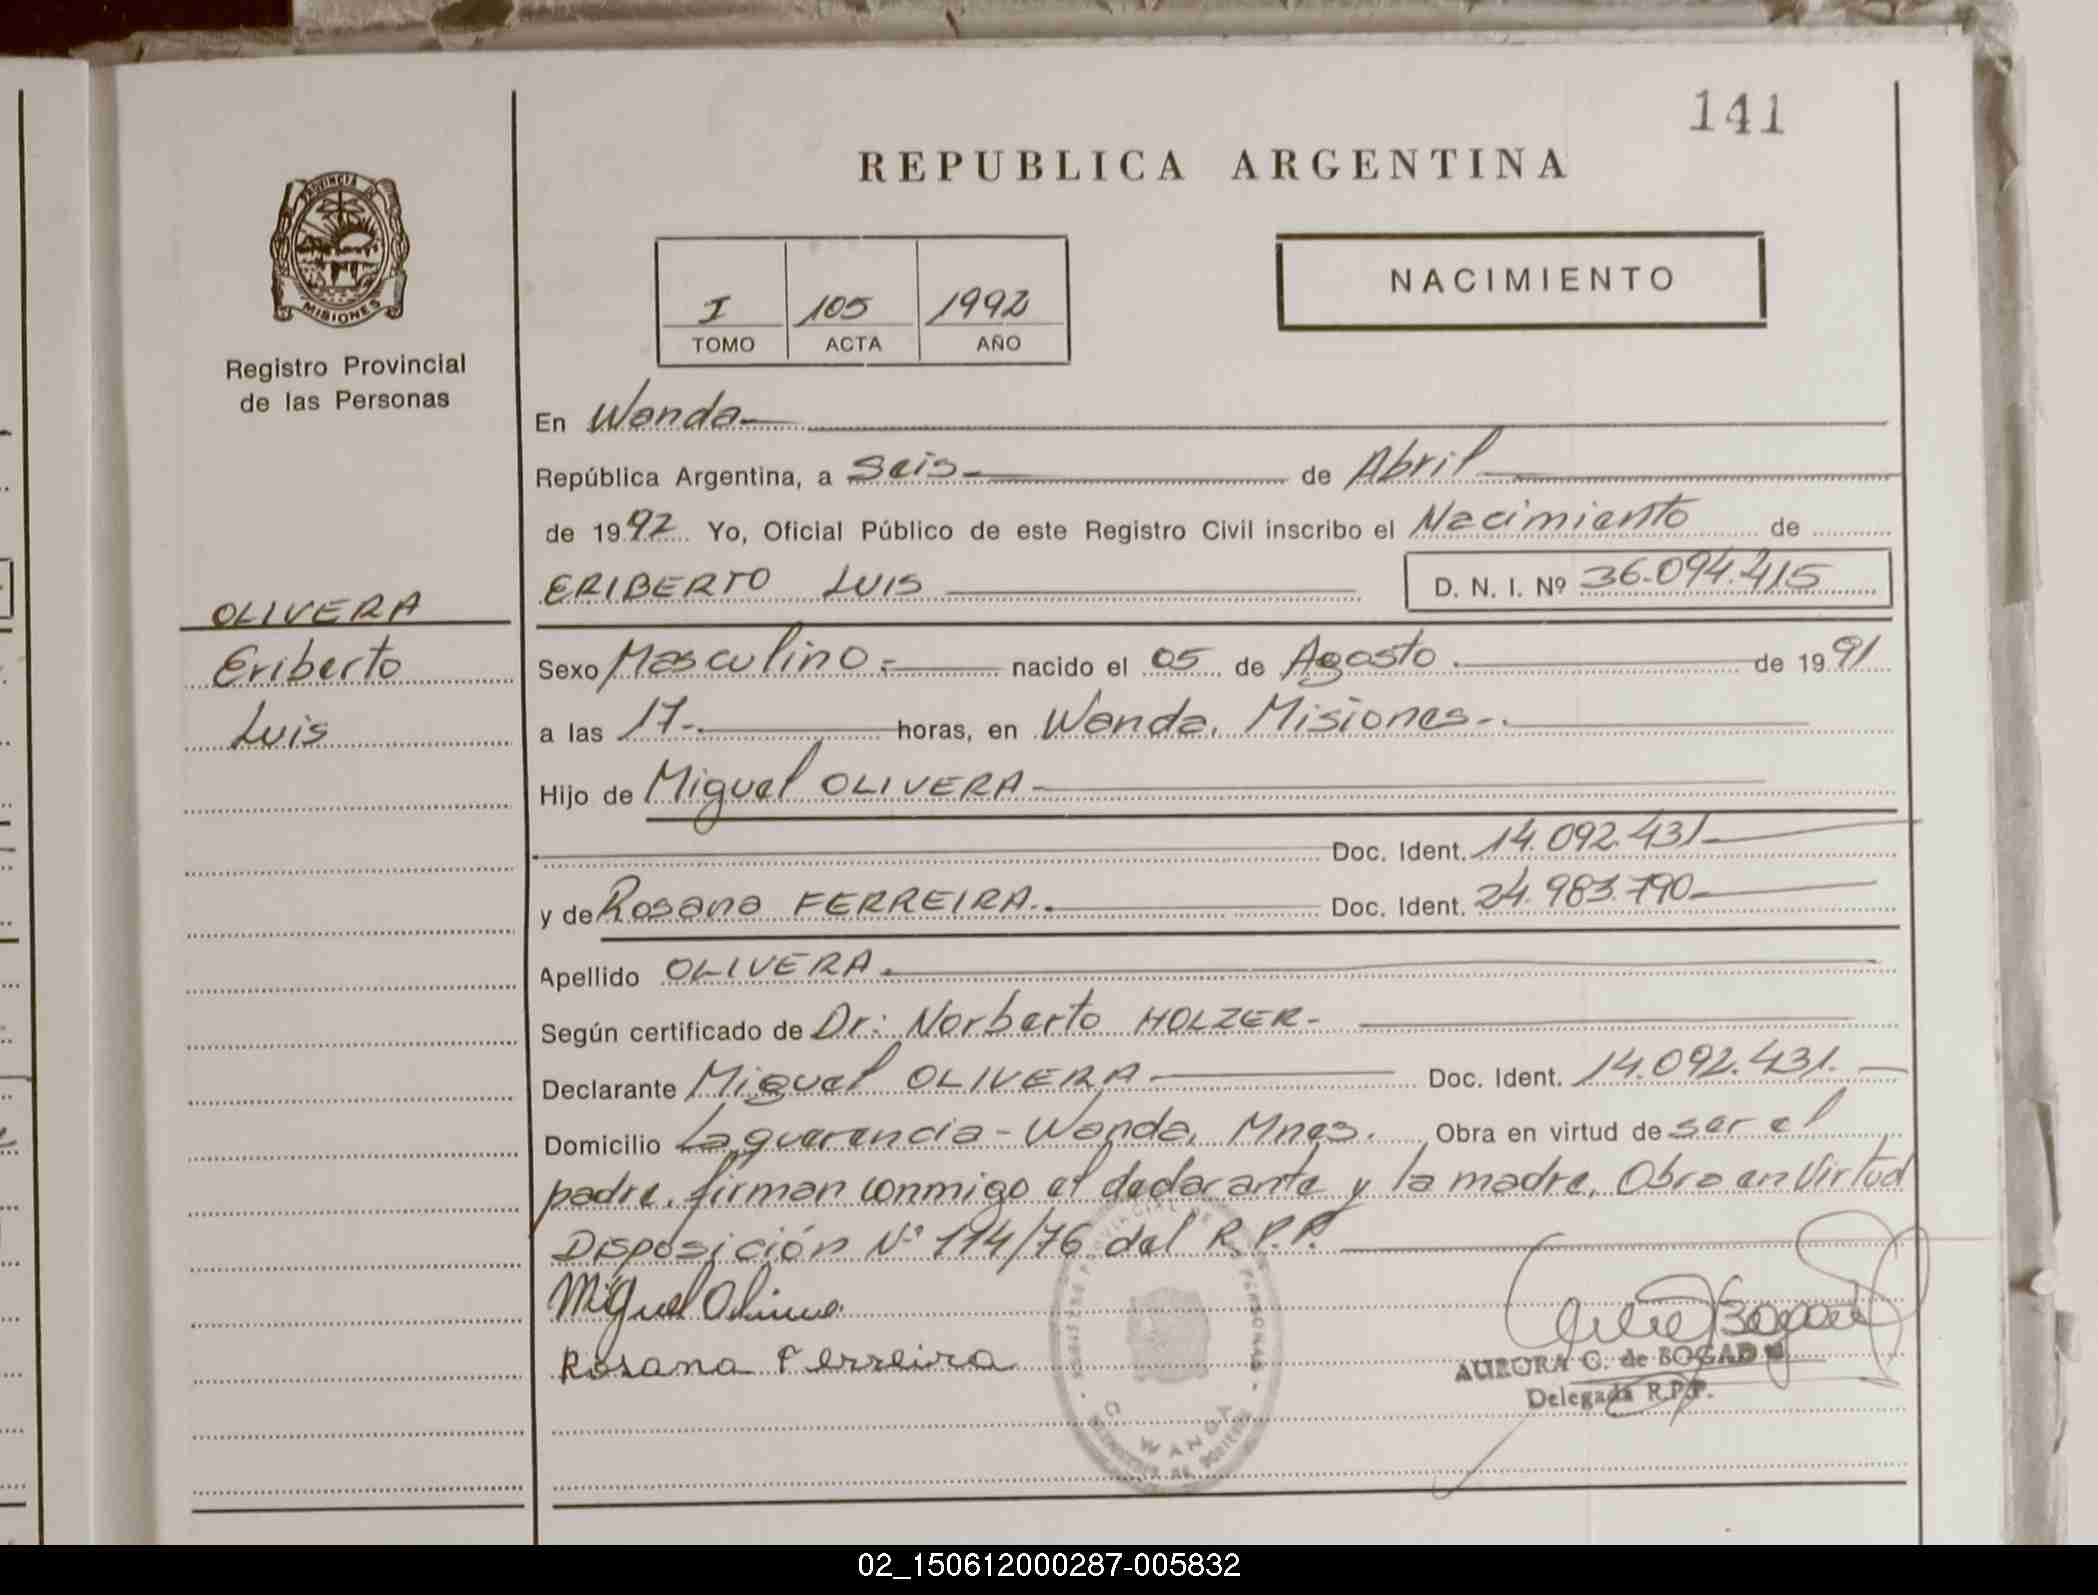 141
REPUBLICA ARGENTINA
PROVINCIA DE
MISIONES
Registro Provincial
de las Personas
I 105 1992
TOMO ACTA AÑO
NACIMIENTO
En Wanda
República Argentina, a Seis de Abril
de 1992 Yo, Oficial Público de este Registro Civil inscribo el Nacimiento de
ERIBERTO LUIS D. N. I. Nº 36.094.415
OLIVERA
Eriberto
Luis
Sexo Masculino.- nacido el 05 de Agosto. de 1991
a las 17.- horas, en Wanda, Misiones-.
Hijo de Miguel OLIVERA-
Doc. Ident. 14.092.431-
y de Rosana FERREIRA.- Doc. Ident. 24.983.790-
Apellido OLIVERA.
Según certificado de Dr: Norberto HOLZER-
Declarante Miguel OLIVERA Doc. Ident. 14.092.431.-
Domicilio Laquerencia-Wanda, Mnes. Obra en virtud de ser el
padre, firman conmigo el declarante y la madre. Obra en Virtud
Disposición Nº 114/76 del R.P.P.
Miguel Olivera
Rosana Ferreira
AURORA C. de BOGADO
Delegada R.P.P.
WANDA
02_150612000287-005832